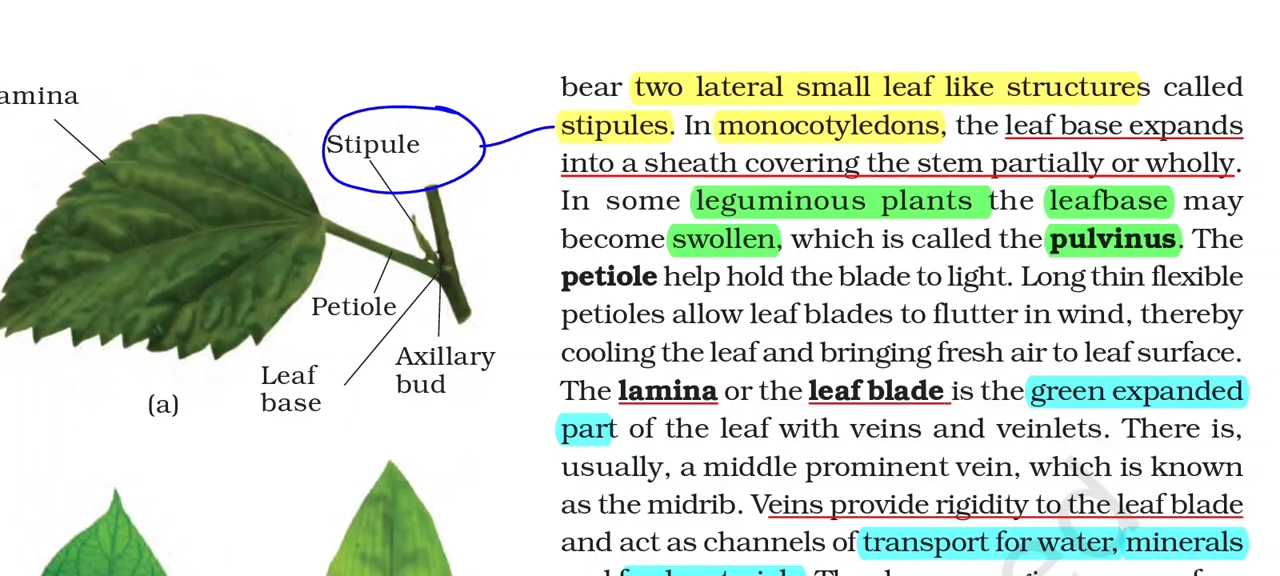 amina
Stipule
Petiole
Leaf
base
Axillary
bud
(a)
bear two lateral small leaf like structures called
stipules. In monocotyledons, the leaf base expands
into a sheath covering the stem partially or wholly.
In some leguminous plants the leafbase may
become swollen, which is called the pulvinus. The
petiole help hold the blade to light. Long thin flexible
petioles allow leaf blades to flutter in wind, thereby
cooling the leaf and bringing fresh air to leaf surface.
The lamina or the leaf blade is the green expanded
part of the leaf with veins and veinlets. There is,
usually, a middle prominent vein, which is known
as the midrib. Veins provide rigidity to the leaf blade
and act as channels of transport for water, minerals